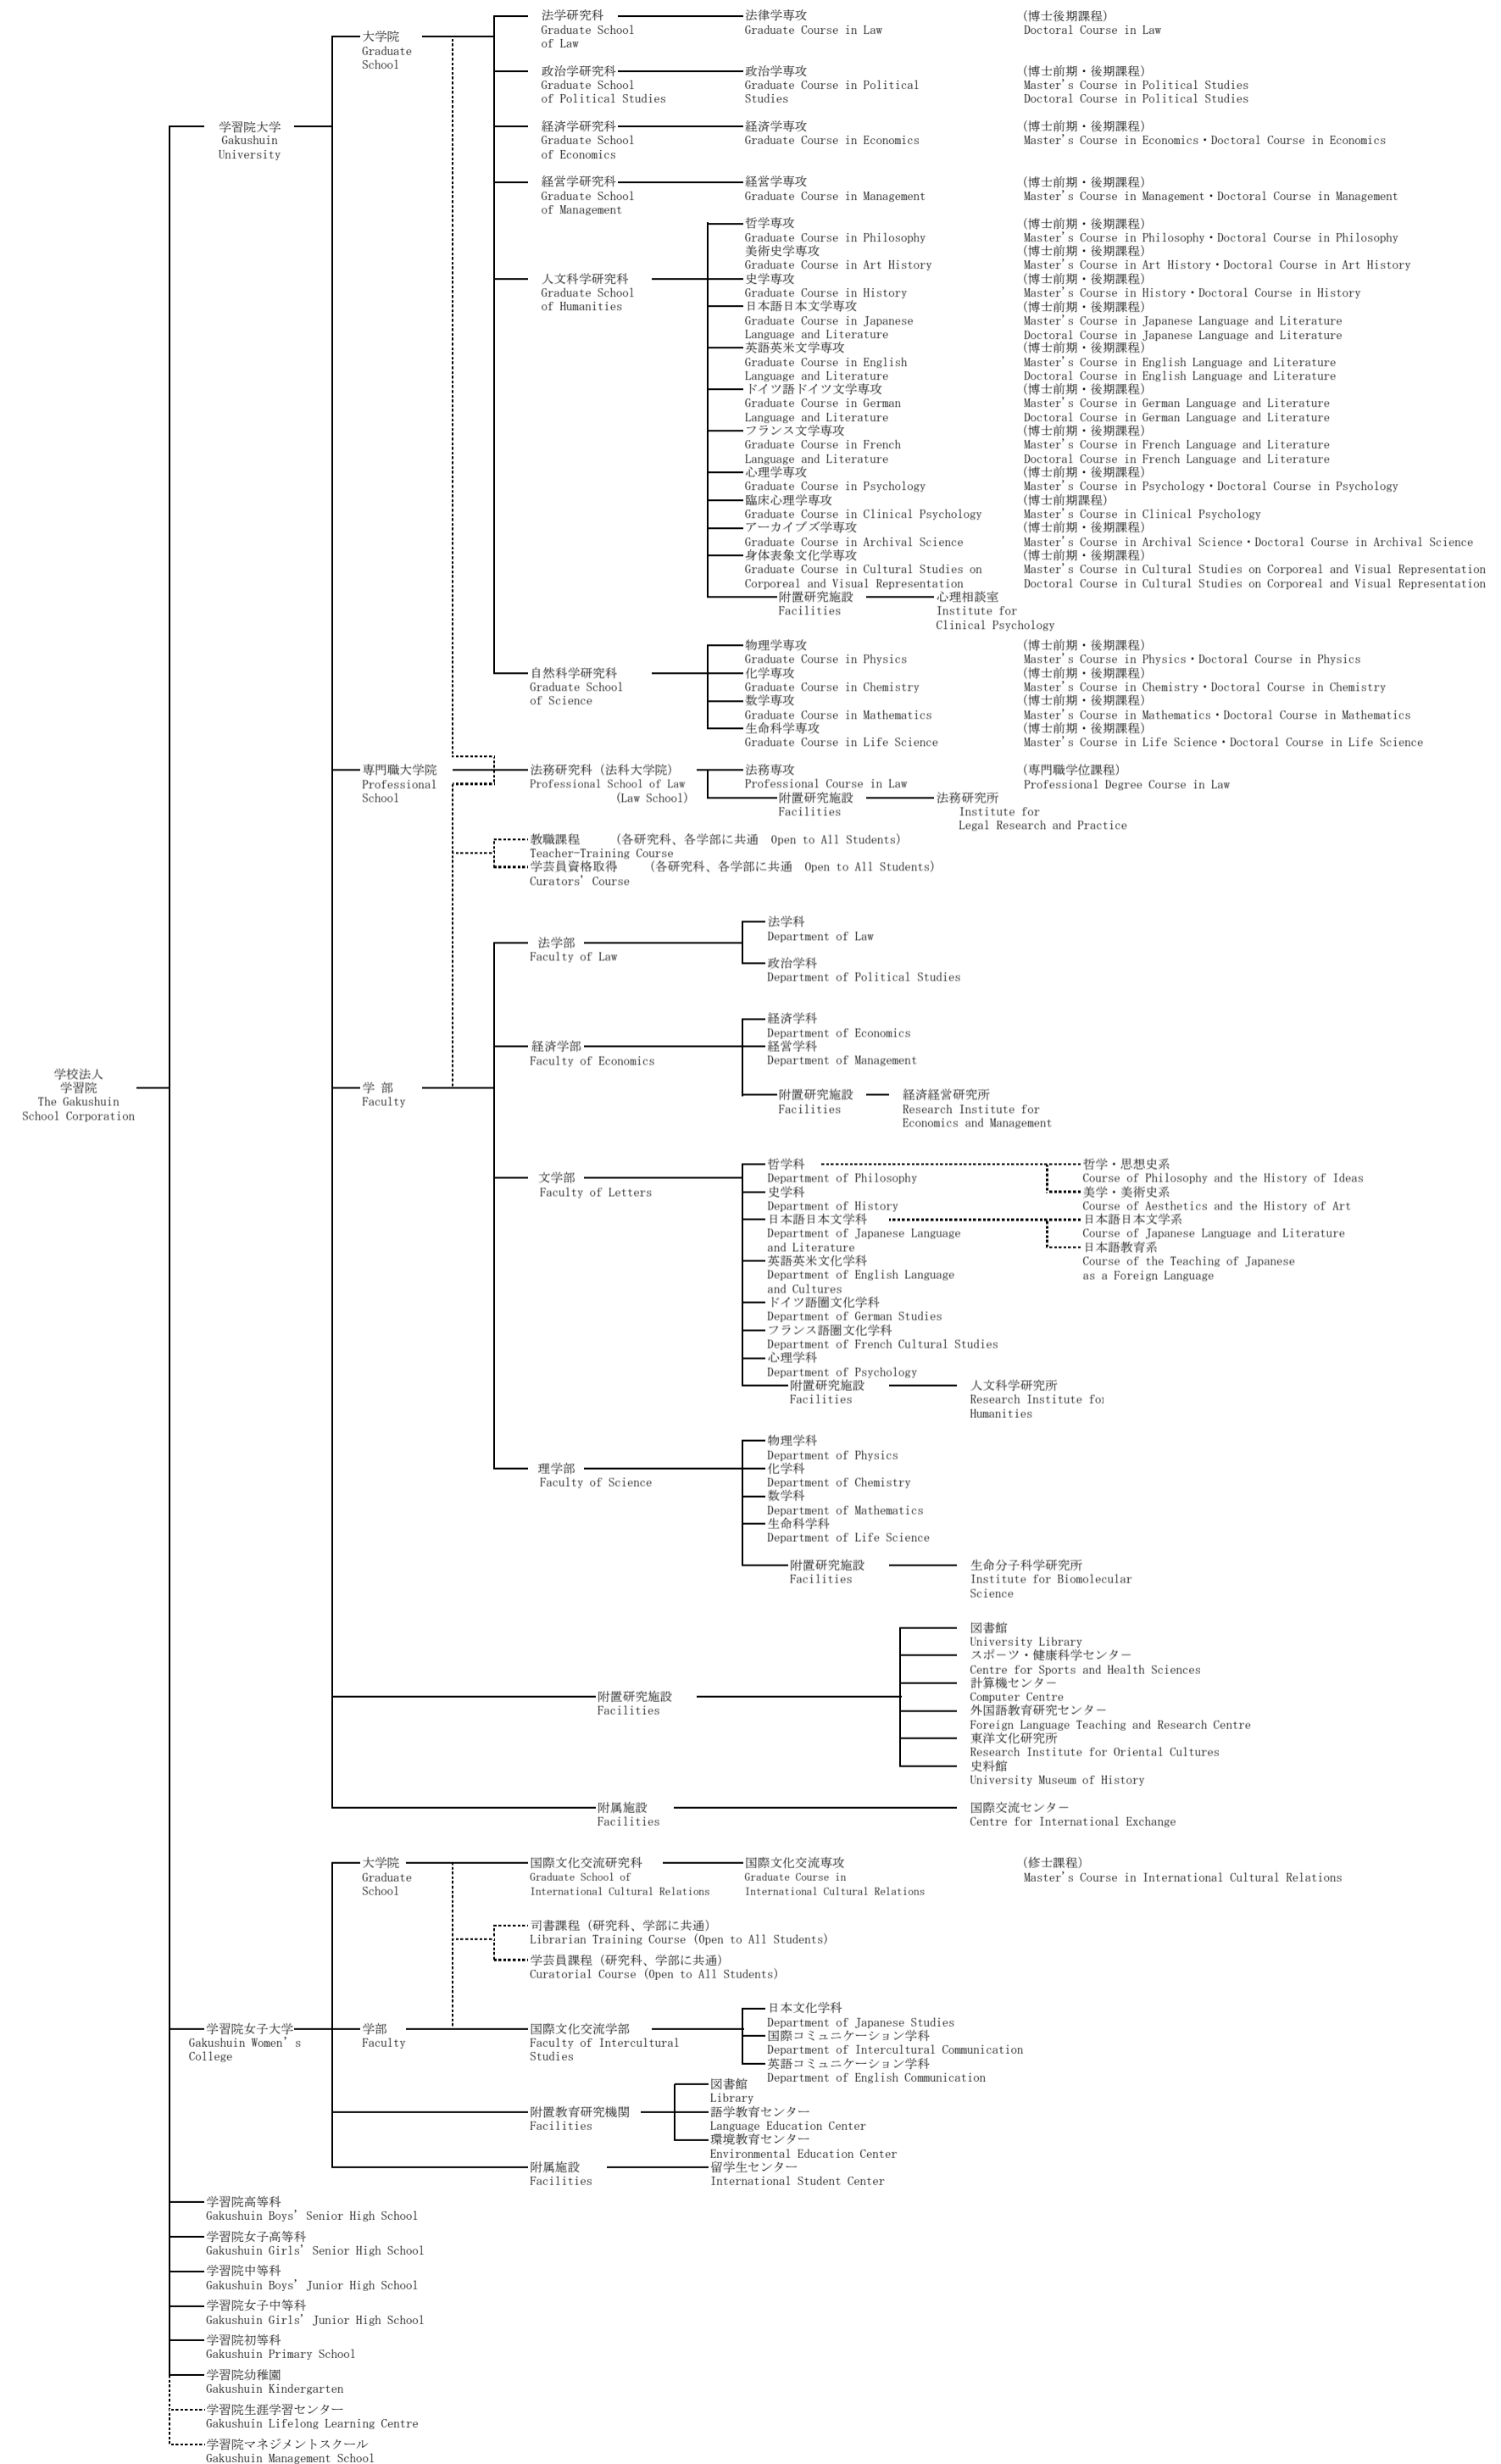 学校法人
学習院
The Gakushuin
School Corporation
学習院大学
Gakushuin
University
大学院
Graduate
School
法学研究科
Graduate School
of Law
法律学専攻
Graduate Course in Law
(博士後期課程)
Doctoral Course in Law
政治学研究科
Graduate School
of Political Studies
政治学専攻
Graduate Course in Political
Studies
(博士前期・後期課程)
Master's Course in Political Studies
Doctoral Course in Political Studies
経済学研究科
Graduate School
of Economics
経済学専攻
Graduate Course in Economics
(博士前期・後期課程)
Master's Course in Economics・Doctoral Course in Economics
経営学研究科
Graduate School
of Management
経営学専攻
Graduate Course in Management
(博士前期・後期課程)
Master's Course in Management・Doctoral Course in Management
人文科学研究科
Graduate School
of Humanities
哲学専攻
Graduate Course in Philosophy
(博士前期・後期課程)
Master's Course in Philosophy・Doctoral Course in Philosophy
美術史学専攻
Graduate Course in Art History
(博士前期・後期課程)
Master's Course in Art History・Doctoral Course in Art History
史学専攻
Graduate Course in History
(博士前期・後期課程)
Master's Course in History・Doctoral Course in History
日本語日本文学専攻
Graduate Course in Japanese
Language and Literature
(博士前期・後期課程)
Master's Course in Japanese Language and Literature
Doctoral Course in Japanese Language and Literature
英語英米文学専攻
Graduate Course in English
Language and Literature
(博士前期・後期課程)
Master's Course in English Language and Literature
Doctoral Course in English Language and Literature
ドイツ語ドイツ文学専攻
Graduate Course in German
Language and Literature
(博士前期・後期課程)
Master's Course in German Language and Literature
Doctoral Course in German Language and Literature
フランス文学専攻
Graduate Course in French
Language and Literature
(博士前期・後期課程)
Master's Course in French Language and Literature
Doctoral Course in French Language and Literature
心理学専攻
Graduate Course in Psychology
(博士前期・後期課程)
Master's Course in Psychology・Doctoral Course in Psychology
臨床心理学専攻
Graduate Course in Clinical Psychology
(博士前期課程)
Master's Course in Clinical Psychology
アーカイブズ学専攻
Graduate Course in Archival Science
(博士前期・後期課程)
Master's Course in Archival Science・Doctoral Course in Archival Science
身体表象文化学専攻
Graduate Course in Cultural Studies on
Corporeal and Visual Representation
(博士前期・後期課程)
Master's Course in Cultural Studies on Corporeal and Visual Representation
Doctoral Course in Cultural Studies on Corporeal and Visual Representation
附置研究施設
Facilities
心理相談室
Institute for
Clinical Psychology
自然科学研究科
Graduate School
of Science
物理学専攻
Graduate Course in Physics
(博士前期・後期課程)
Master's Course in Physics・Doctoral Course in Physics
化学専攻
Graduate Course in Chemistry
(博士前期・後期課程)
Master's Course in Chemistry・Doctoral Course in Chemistry
数学専攻
Graduate Course in Mathematics
(博士前期・後期課程)
Master's Course in Mathematics・Doctoral Course in Mathematics
生命科学専攻
Graduate Course in Life Science
(博士前期・後期課程)
Master's Course in Life Science・Doctoral Course in Life Science
専門職大学院
Professional
School
法務研究科(法科大学院)
Professional School of Law
(Law School)
法務専攻
Professional Course in Law
(専門職学位課程)
Professional Degree Course in Law
附置研究施設
Facilities
法務研究所
Institute for
Legal Research and Practice
教職課程 (各研究科、各学部に共通 Open to All Students)
Teacher-Training Course
学芸員資格取得 (各研究科、各学部に共通 Open to All Students)
Curators' Course
学 部
Faculty
法学部
Faculty of Law
法学科
Department of Law
政治学科
Department of Political Studies
経済学部
Faculty of Economics
経済学科
Department of Economics
経営学科
Department of Management
附置研究施設
Facilities
経済経営研究所
Research Institute for
Economics and Management
文学部
Faculty of Letters
哲学科
Department of Philosophy
哲学・思想史系
Course of Philosophy and the History of Ideas
美学・美術史系
Course of Aesthetics and the History of Art
史学科
Department of History
日本語日本文学科
Department of Japanese Language
and Literature
日本語日本文学系
Course of Japanese Language and Literature
日本語教育系
Course of the Teaching of Japanese
as a Foreign Language
英語英米文化学科
Department of English Language
and Cultures
ドイツ語圏文化学科
Department of German Studies
フランス語圏文化学科
Department of French Cultural Studies
心理学科
Department of Psychology
附置研究施設
Facilities
人文科学研究所
Research Institute for
Humanities
理学部
Faculty of Science
物理学科
Department of Physics
化学科
Department of Chemistry
数学科
Department of Mathematics
生命科学科
Department of Life Science
附置研究施設
Facilities
生命分子科学研究所
Institute for Biomolecular
Science
附置研究施設
Facilities
図書館
University Library
スポーツ・健康科学センター
Centre for Sports and Health Sciences
計算機センター
Computer Centre
外国語教育研究センター
Foreign Language Teaching and Research Centre
東洋文化研究所
Research Institute for Oriental Cultures
史料館
University Museum of History
附属施設
Facilities
国際交流センター
Centre for International Exchange
学習院女子大学
Gakushuin Women's
College
大学院
Graduate
School
国際文化交流研究科
Graduate School of
International Cultural Relations
国際文化交流専攻
Graduate Course in
International Cultural Relations
(修士課程)
Master's Course in International Cultural Relations
司書課程(研究科、学部に共通)
Librarian Training Course (Open to All Students)
学芸員課程(研究科、学部に共通)
Curatorial Course (Open to All Students)
学部
Faculty
国際文化交流学部
Faculty of Intercultural
Studies
日本文化学科
Department of Japanese Studies
国際コミュニケーション学科
Department of Intercultural Communication
英語コミュニケーション学科
Department of English Communication
附置教育研究機関
Facilities
図書館
Library
語学教育センター
Language Education Center
環境教育センター
Environmental Education Center
附属施設
Facilities
留学生センター
International Student Center
学習院高等科
Gakushuin Boys' Senior High School
学習院女子高等科
Gakushuin Girls' Senior High School
学習院中等科
Gakushuin Boys' Junior High School
学習院女子中等科
Gakushuin Girls' Junior High School
学習院初等科
Gakushuin Primary School
学習院幼稚園
Gakushuin Kindergarten
学習院生涯学習センター
Gakushuin Lifelong Learning Centre
学習院マネジメントスクール
Gakushuin Management School